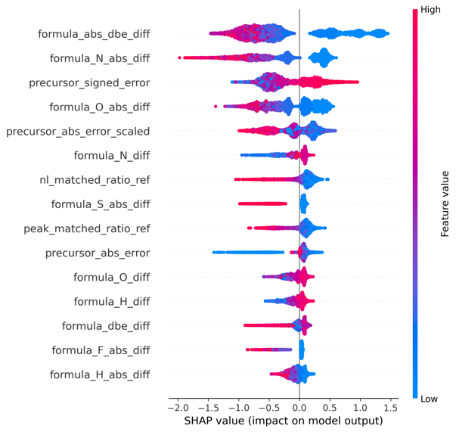 High
formula_abs_dbe_diff
formula_N_abs_diff
precursor_signed_error
formula_O_abs_diff
precursor_abs_error_scaled
formula_N_diff
nl_matched_ratio_ref
formula_S_abs_diff
peak_matched_ratio_ref
precursor_abs_error
formula_O_diff
formula_H_diff
formula_dbe_diff
formula_F_abs_diff
formula_H_abs_diff
Feature value
Low
−2.0 −1.5 −1.0 −0.5 0.0 0.5 1.0 1.5
SHAP value (impact on model output)